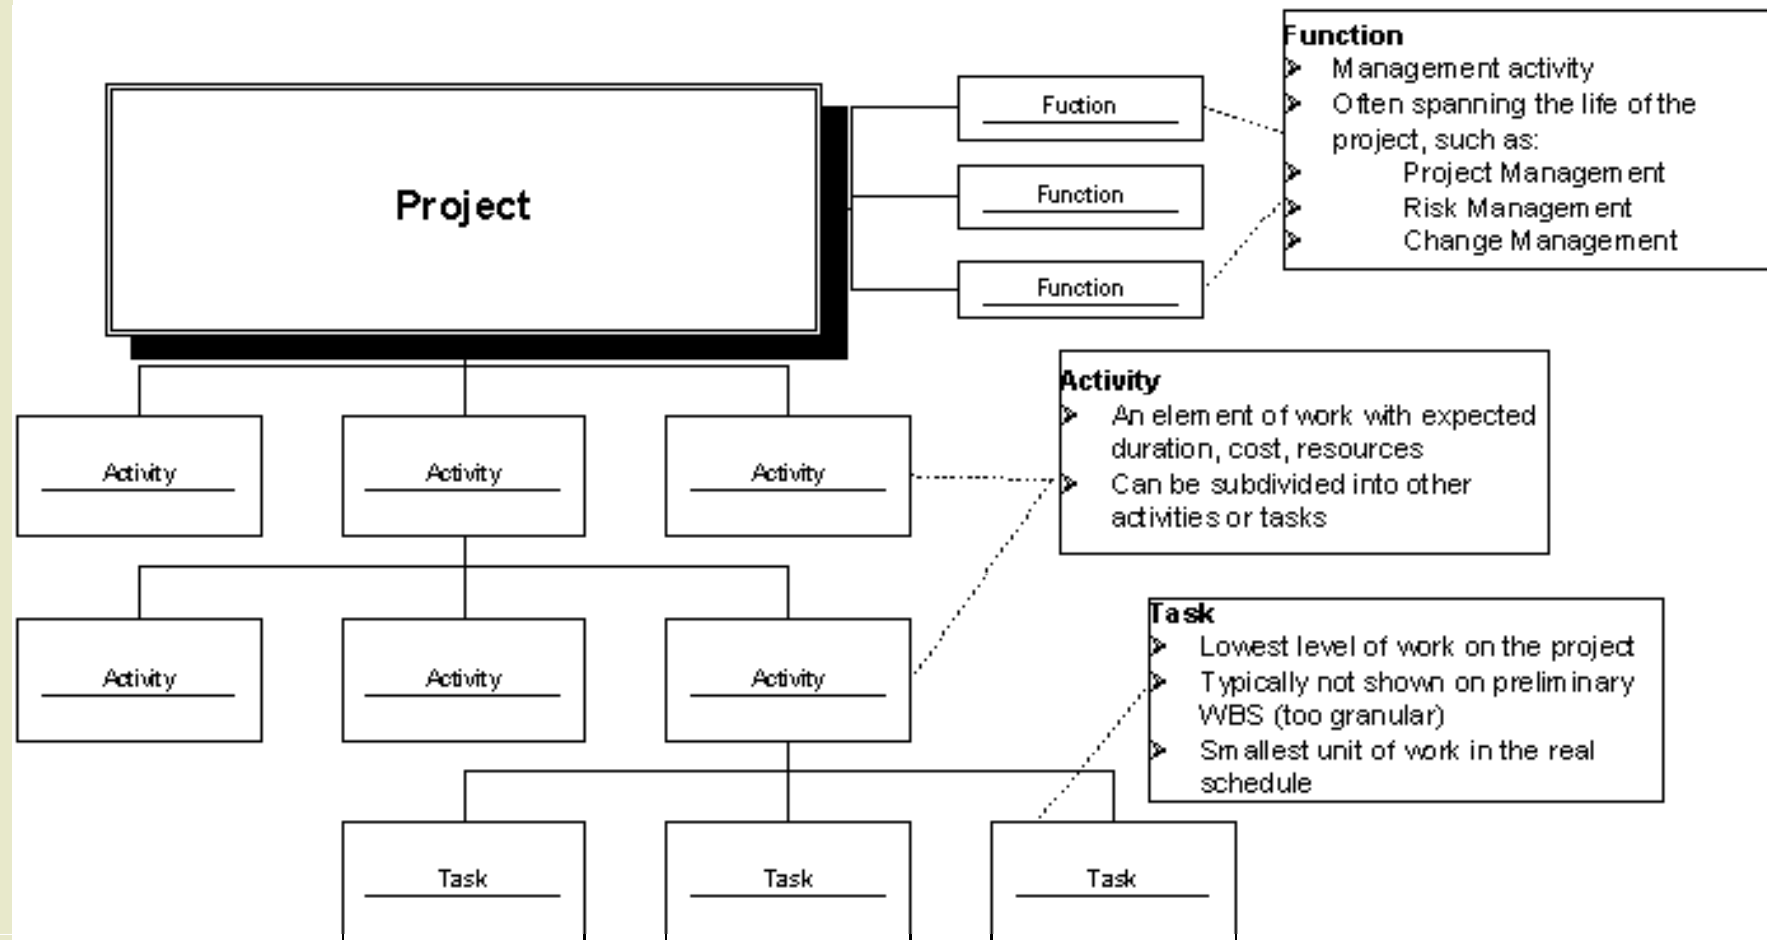 Function
Management activity
Often spanning the life of the
project, such as:
Project Management
Risk Management
Change Management
Fuction
Project
Function
Function
Activity
An element of work with expected
duration, cost, resources
Can be subdivided into other
activities or tasks
Activity
Activity
Activity
Task
Lowest level of work on the project
Typically not shown on preliminary
WBS (too granular)
Smallest unit of work in the real
schedule
Activity
Activity
Activity
Task
Task
Task